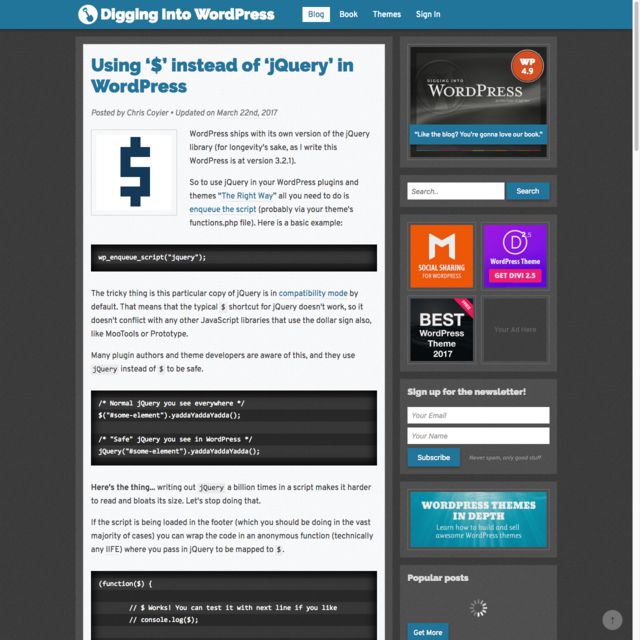 Digging Into WordPress
Blog Book Themes Sign In
Using ‘$’ instead of ‘jQuery’ in
WordPress
Posted by Chris Coyier • Updated on March 22nd, 2017
WordPress ships with its own version of the jQuery
library (for longevity's sake, as I write this
WordPress is at version 3.2.1).
So to use jQuery in your WordPress plugins and
themes “The Right Way” all you need to do is
enqueue the script (probably via your theme's
functions.php file). Here is a basic example:
wp_enqueue_script("jquery");
The tricky thing is this particular copy of jQuery is in compatibility mode by
default. That means that the typical $ shortcut for jQuery doesn't work, so it
doesn't conflict with any other JavaScript libraries that use the dollar sign also,
like MooTools or Prototype.
Many plugin authors and theme developers are aware of this, and they use
jQuery instead of $ to be safe.
/* Normal jQuery you see everywhere */
$("#some-element").yaddaYaddaYadda();
/* "Safe" jQuery you see in WordPress */
jQuery("#some-element").yaddaYaddaYadda();
Here's the thing... writing out jQuery a billion times in a script makes it harder
to read and bloats its size. Let's stop doing that.
If the script is being loaded in the footer (which you should be doing in the vast
majority of cases) you can wrap the code in an anonymous function (technically
any IIFE) where you pass in jQuery to be mapped to $.
(function($) {
// $ Works! You can test it with next line if you like
// console.log($);
WP
4.9
DIGGING INTO
WORDPRESS
“Like the blog? You're gonna love our book.”
Search..
Search
SOCIAL SHARING
FOR WORDPRESS
2.5
WordPress Theme
GET DIVI 2.5
FREE
BEST
WordPress
Theme
2017
Your Ad Here
Sign up for the newsletter!
Your Email
Your Name
Subscribe
Never spam, only good stuff
WORDPRESS THEMES
IN DEPTH
Learn how to build and sell
awesome WordPress themes
Popular posts
Get More